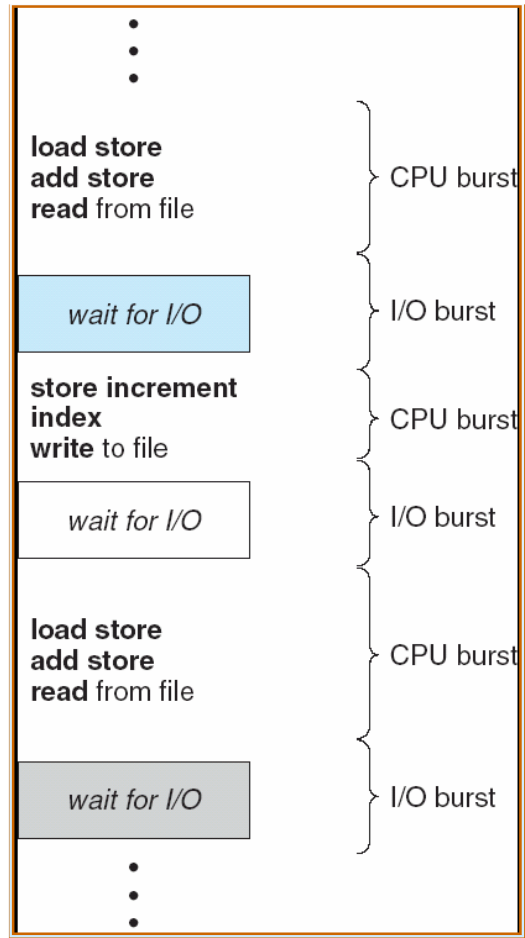 load store
add store
read from file
CPU burst
wait for I/O
I/O burst
store increment
index
write to file
CPU burst
wait for I/O
I/O burst
load store
add store
read from file
CPU burst
wait for I/O
I/O burst